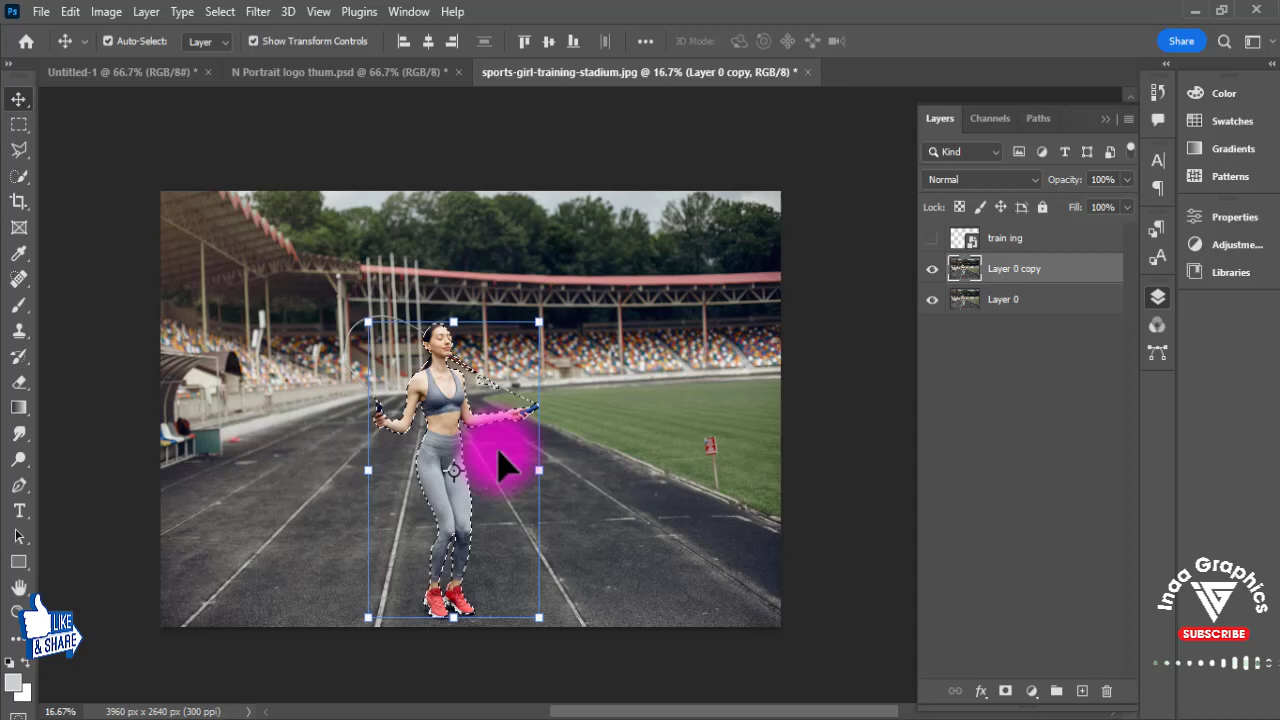 Ps File Edit Image Layer Type Select Filter 3D View Plugins Window Help
Auto-Select: Layer Show Transform Controls 3D Mode: Share
Untitled-1 @ 66.7% (RGB/8#) * × N Portrait logo thum.psd @ 66.7% (RGB/8) * × sports-girl-training-stadium.jpg @ 16.7% (Layer 0 copy, RGB/8) * ×
Layers Channels Paths
Kind
Normal Opacity: 100%
Lock: Fill: 100%
train ing
Layer 0 copy
Layer 0
Color
Swatches
Gradients
Patterns
Properties
Adjustme...
Libraries
LIKE
& SHARE
Inaa Graphics
SUBSCRIBE
16.67% 3960 px x 2640 px (300 ppi)